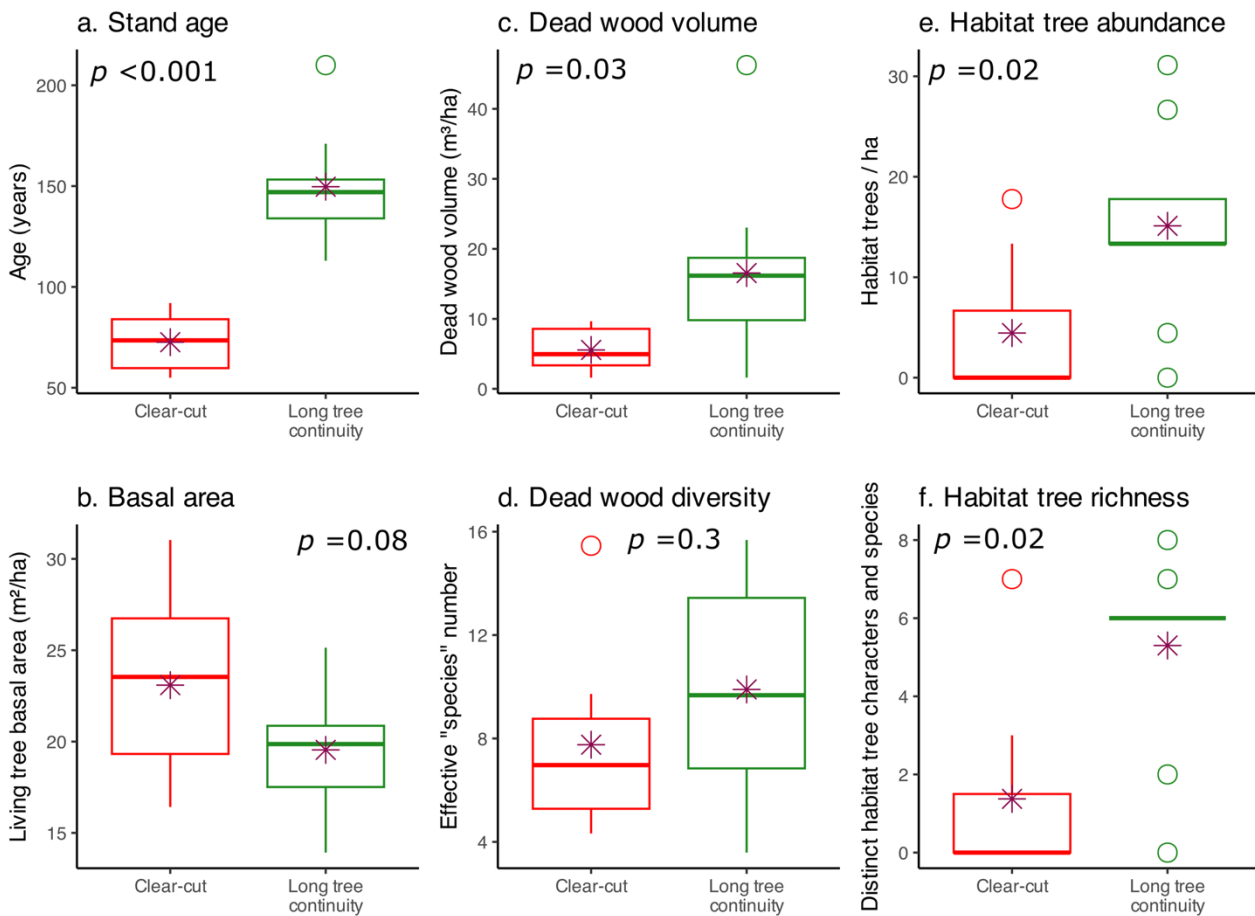 a. Stand age
p <0.001
Age (years)
200
150
100
50
Clear-cut
Long tree
continuity
c. Dead wood volume
p =0.03
Dead wood volume (m³/ha)
40
30
20
10
0
Clear-cut
Long tree
continuity
e. Habitat tree abundance
p =0.02
Habitat trees / ha
30
20
10
0
Clear-cut
Long tree
continuity
b. Basal area
p =0.08
Living tree basal area (m²/ha)
30
25
20
15
Clear-cut
Long tree
continuity
d. Dead wood diversity
p =0.3
Effective "species" number
16
12
8
4
Clear-cut
Long tree
continuity
f. Habitat tree richness
p =0.02
Distinct habitat tree characters and species
8
6
4
2
0
Clear-cut
Long tree
continuity